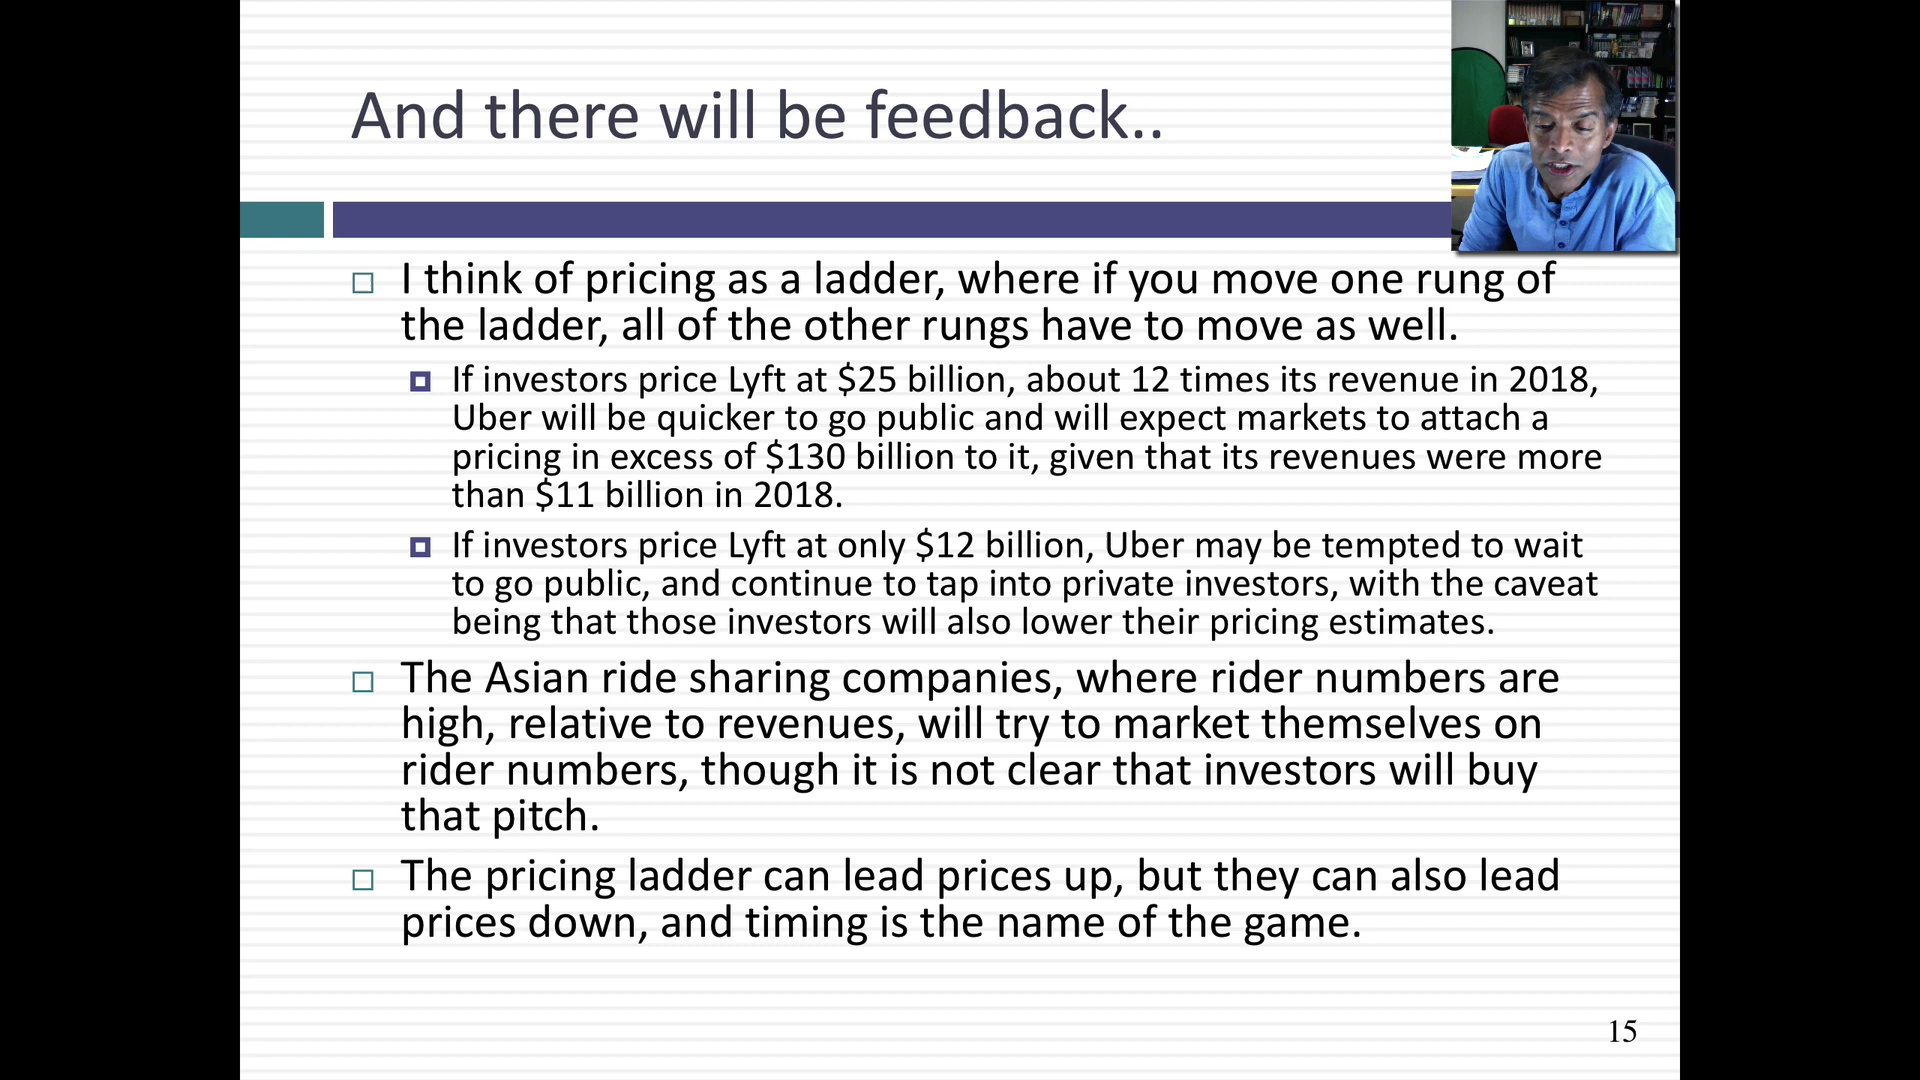 And there will be feedback..
I think of pricing as a ladder, where if you move one rung of
the ladder, all of the other rungs have to move as well.
If investors price Lyft at $25 billion, about 12 times its revenue in 2018,
Uber will be quicker to go public and will expect markets to attach a
pricing in excess of $130 billion to it, given that its revenues were more
than $11 billion in 2018.
If investors price Lyft at only $12 billion, Uber may be tempted to wait
to go public, and continue to tap into private investors, with the caveat
being that those investors will also lower their pricing estimates.
The Asian ride sharing companies, where rider numbers are
high, relative to revenues, will try to market themselves on
rider numbers, though it is not clear that investors will buy
that pitch.
The pricing ladder can lead prices up, but they can also lead
prices down, and timing is the name of the game.
15